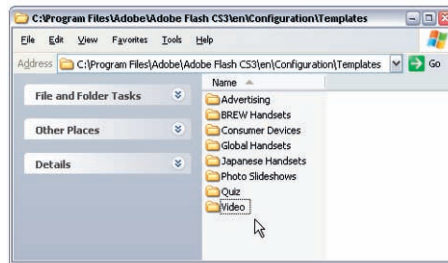 C:\Program Files\Adobe\Adobe Flash CS3\en\Configuration\Templates
File Edit View Favorites Tools Help
Address C:\Program Files\Adobe\Adobe Flash CS3\en\Configuration\Templates Go
Name
File and Folder Tasks
Other Places
Details
Advertising
BREW Handsets
Consumer Devices
Global Handsets
Japanese Handsets
Photo Slideshows
Quiz
Video